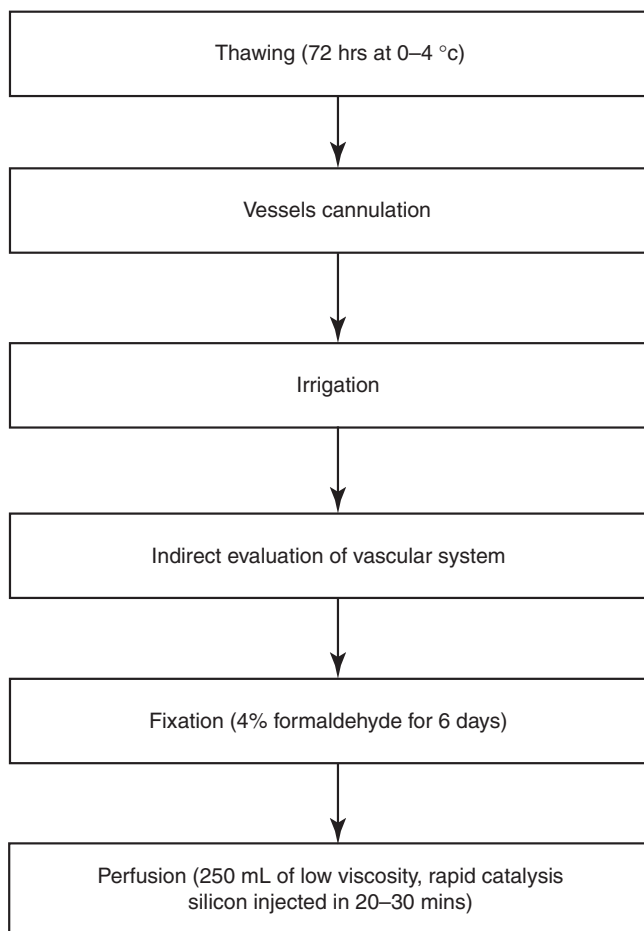 Thawing (72 hrs at 0–4 °c)
Vessels cannulation
Irrigation
Indirect evaluation of vascular system
Fixation (4% formaldehyde for 6 days)
Perfusion (250 mL of low viscosity, rapid catalysis
silicon injected in 20–30 mins)